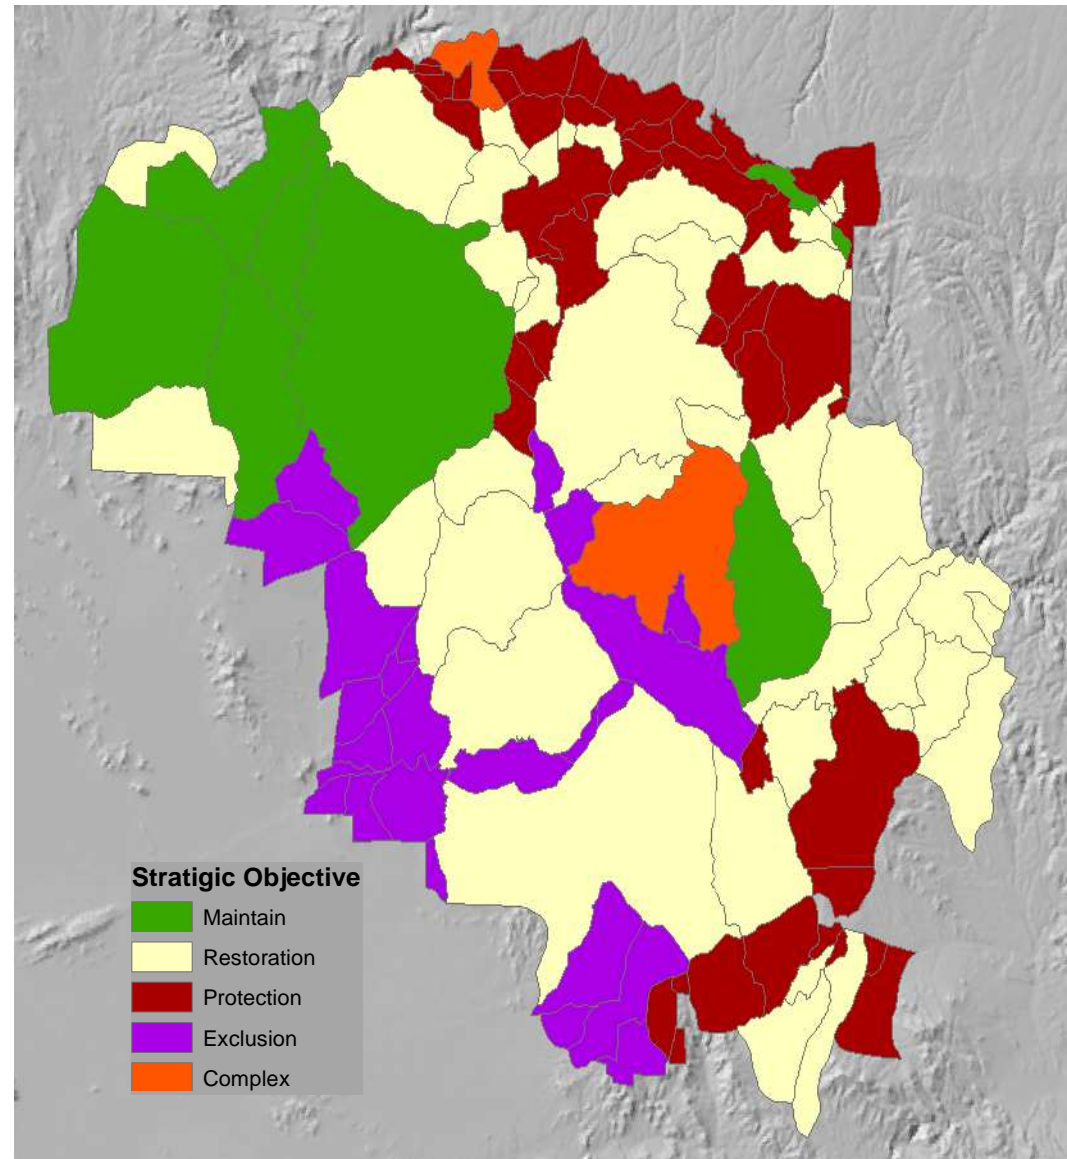 Stratigic Objective
Maintain
Restoration
Protection
Exclusion
Complex